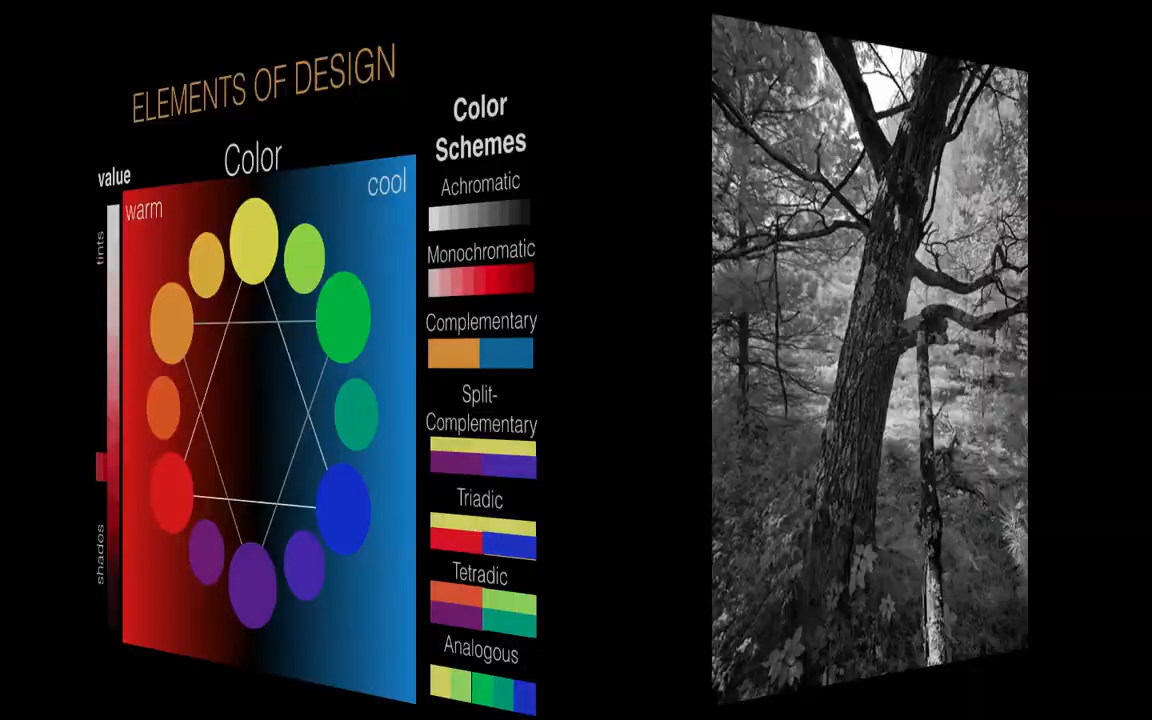 ELEMENTS OF DESIGN
Color
value
warm
cool
tints
shades
Color
Schemes
Achromatic
Monochromatic
Complementary
Split-
Complementary
Triadic
Tetradic
Analogous